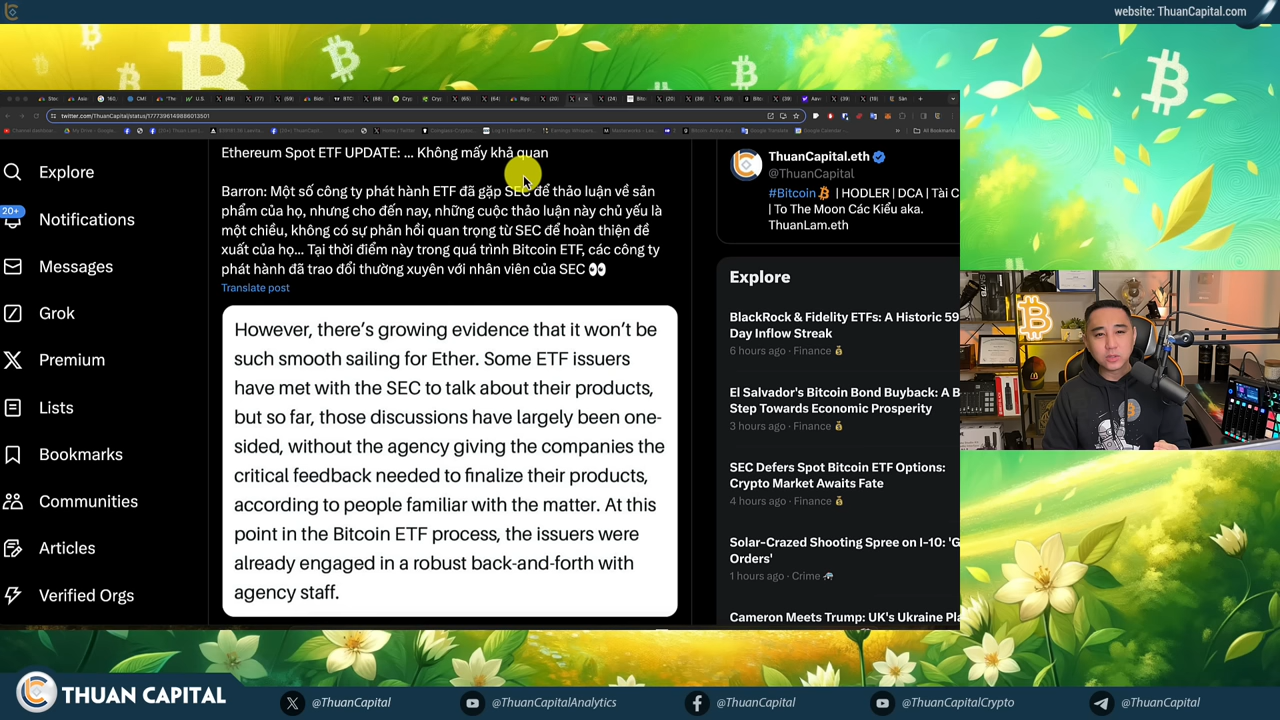 website: ThuanCapital.com
twitter.com/ThuanCapital/status/1777396149886013501
All Bookmarks
Explore
20+
Notifications
Messages
Grok
Premium
Lists
Bookmarks
Communities
Articles
Verified Orgs
Ethereum Spot ETF UPDATE: ... Không mấy khả quan
Barron: Một số công ty phát hành ETF đã gặp SEC để thảo luận về sản
phẩm của họ, nhưng cho đến nay, những cuộc thảo luận này chủ yếu là
một chiều, không có sự phản hồi quan trọng từ SEC để hoàn thiện đề
xuất của họ... Tại thời điểm này trong quá trình Bitcoin ETF, các công ty
phát hành đã trao đổi thường xuyên với nhân viên của SEC 👀
Translate post
However, there's growing evidence that it won't be
such smooth sailing for Ether. Some ETF issuers
have met with the SEC to talk about their products,
but so far, those discussions have largely been one-
sided, without the agency giving the companies the
critical feedback needed to finalize their products,
according to people familiar with the matter. At this
point in the Bitcoin ETF process, the issuers were
already engaged in a robust back-and-forth with
agency staff.
ThuanCapital.eth
@ThuanCapital
#Bitcoin | HODLER | DCA | Tài C
| To The Moon Các Kiểu aka.
ThuanLam.eth
Explore
BlackRock & Fidelity ETFs: A Historic 59
Day Inflow Streak
6 hours ago · Finance 💰
El Salvador's Bitcoin Bond Buyback: A B
Step Towards Economic Prosperity
3 hours ago · Finance 💰
SEC Defers Spot Bitcoin ETF Options:
Crypto Market Awaits Fate
4 hours ago · Finance 💰
Solar-Crazed Shooting Spree on I-10: 'G
Orders'
1 hours ago · Crime
Cameron Meets Trump: UK's Ukraine Pla
THUAN CAPITAL
@ThuanCapital
@ThuanCapitalAnalytics
@ThuanCapital
@ThuanCapitalCrypto
@ThuanCapital